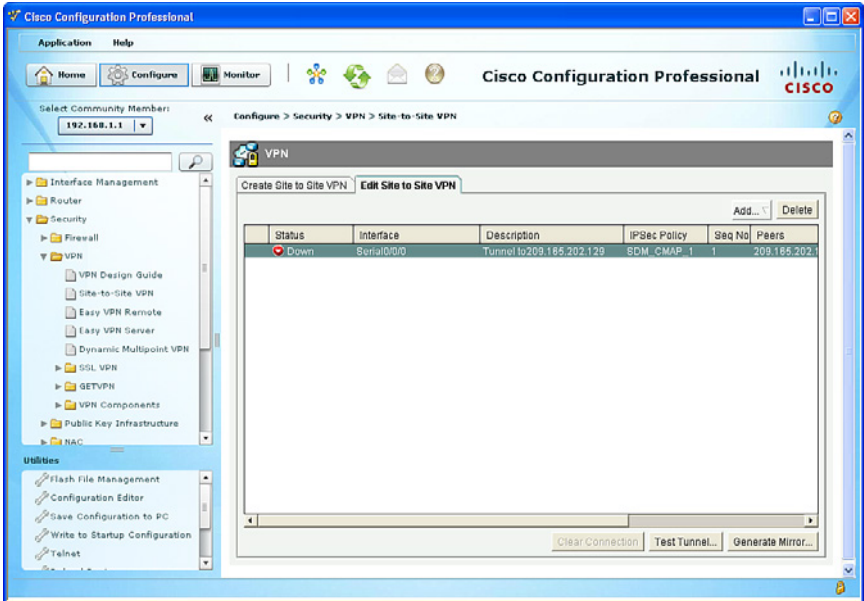 Cisco Configuration Professional
Application Help
Home Configure Monitor Cisco Configuration Professional CISCO
Select Community Member:
192.168.1.1
Configure > Security > VPN > Site-to-Site VPN
VPN
Interface Management
Router
Security
Firewall
VPN
VPN Design Guide
Site-to-Site VPN
Easy VPN Remote
Easy VPN Server
Dynamic Multipoint VPN
SSL VPN
GETVPN
VPN Components
Public Key Infrastructure
NAC
Create Site to Site VPN Edit Site to Site VPN
Add... Delete
Status Interface Description IPSec Policy Seq No Peers
Down Serial0/0/0 Tunnel to209.165.202.129 SDM_CMAP_1 1 209.165.202.1
Clear Connection Test Tunnel... Generate Mirror...
Utilities
Flash File Management
Configuration Editor
Save Configuration to PC
Write to Startup Configuration
Telnet